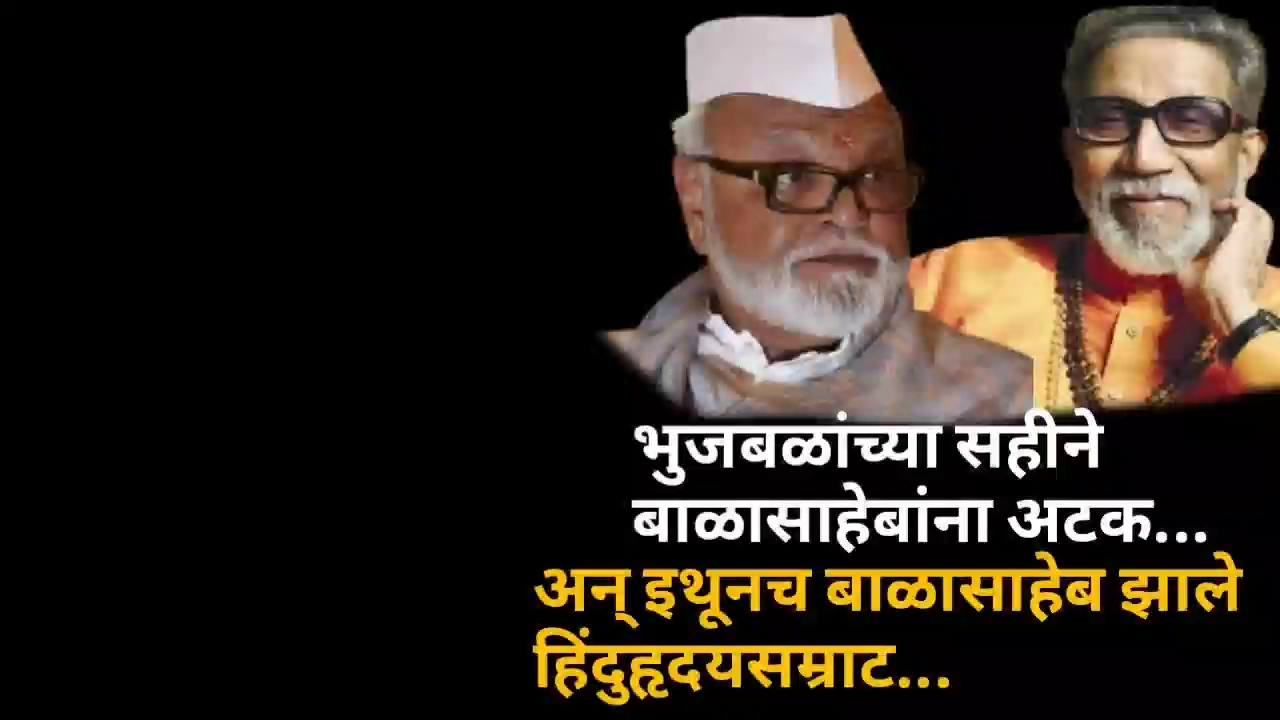 भुजबळांच्या सहीने
बाळासाहेबांना अटक...
अन् इथूनच बाळासाहेब झाले
हिंदुहृदयसम्राट...